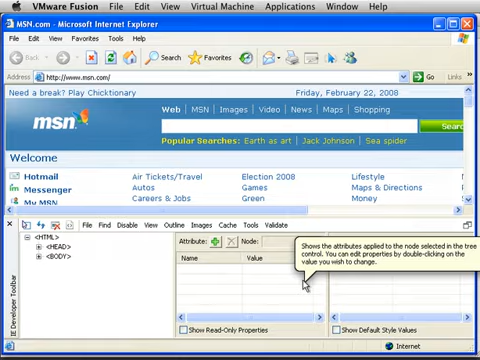 VMware Fusion File Edit View Virtual Machine Applications Window Help
MSN.com - Microsoft Internet Explorer
File Edit View Favorites Tools Help
Back Search Favorites
Address http://www.msn.com/ Go Links
Need a break? Play Chicktionary Friday, February 22, 2008
msn
Web MSN Images Video News Maps Shopping
Searc
Popular Searches: Earth as art Jack Johnson Sea spider
Welcome
Hotmail Air Tickets/Travel Election 2008 Lifestyle
Messenger Autos Games Maps & Directions
My MSN Careers & Jobs Green Money
File Find Disable View Outline Images Cache Tools Validate
IE Developer Toolbar
<HTML>
<HEAD>
<BODY>
Attribute: Node:
Name Value
Shows the attributes applied to the node selected in the tree
control. You can edit properties by double-clicking on the
value you wish to change.
Show Read-Only Properties Show Default Style Values
Internet